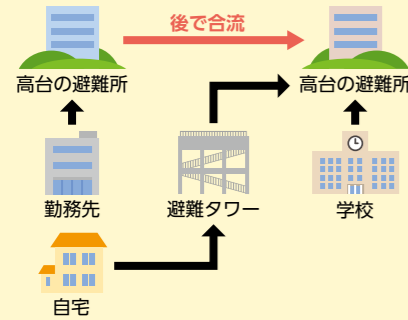 後で合流
高台の避難所
高台の避難所
勤務先
避難タワー
学校
自宅